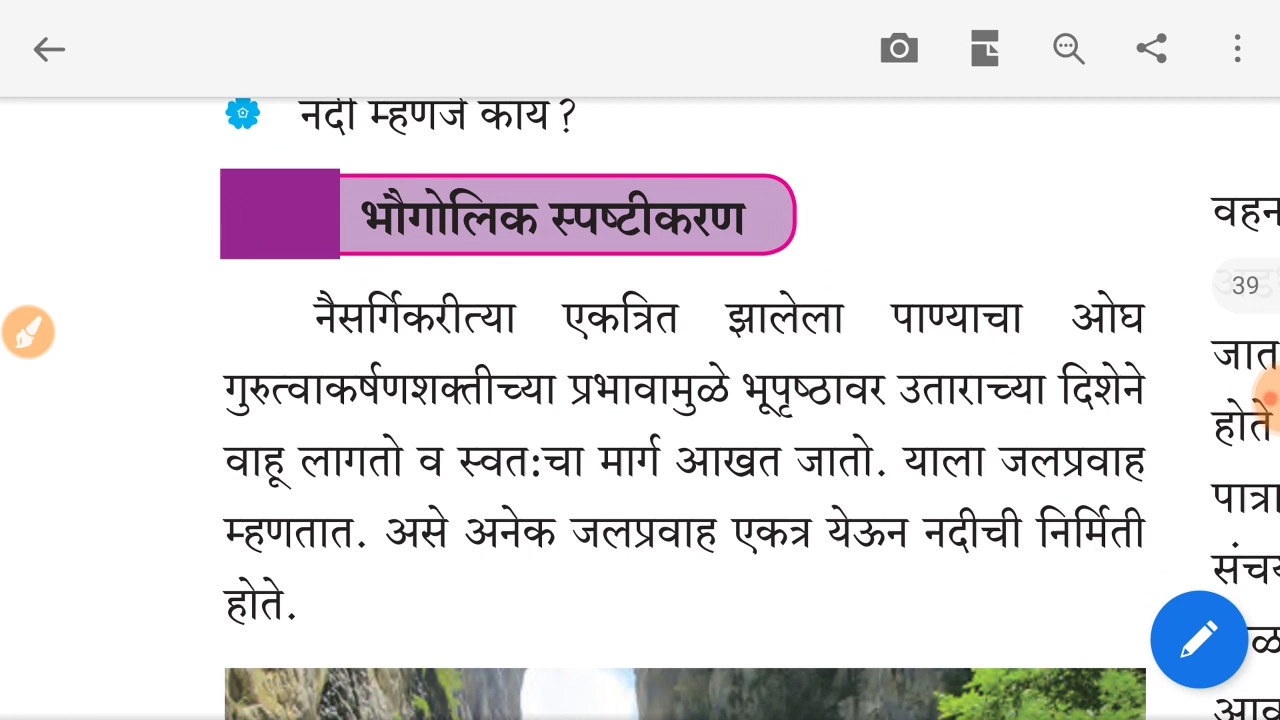 नदी म्हणजे काय ?
भौगोलिक स्पष्टीकरण
नैसर्गिकरीत्या एकत्रित झालेला पाण्याचा ओघ
गुरुत्वाकर्षणशक्तीच्या प्रभावामुळे भूपृष्ठावर उताराच्या दिशेने
वाहू लागतो व स्वत:चा मार्ग आखत जातो. याला जलप्रवाह
म्हणतात. असे अनेक जलप्रवाह एकत्र येऊन नदीची निर्मिती
होते.
वहन
39
जात
होते
पात्रा